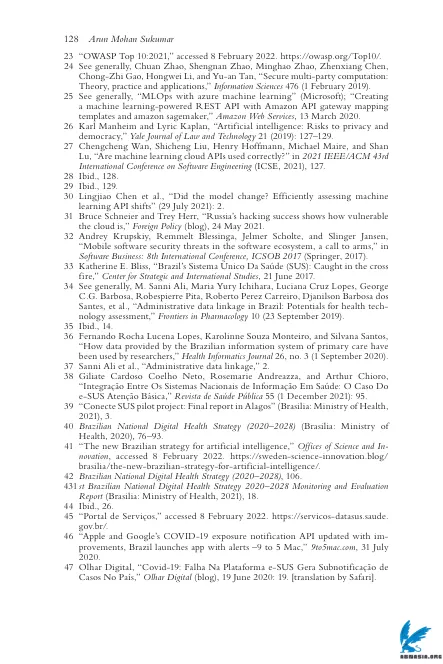 128 Arun Mohan Sukumar
23 “OWASP Top 10:2021,” accessed 8 February 2022. https://owasp.org/Top10/.
24 See generally, Chuan Zhao, Shengnan Zhao, Minghao Zhao, Zhenxiang Chen,
Chong-Zhi Gao, Hongwei Li, and Yu-an Tan, “Secure multi-party computation:
Theory, practice and applications,” Information Sciences 476 (1 February 2019).
25 See generally, “MLOps with azure machine learning” (Microsoft); “Creating
a machine learning-powered REST API with Amazon API gateway mapping
templates and amazon sagemaker,” Amazon Web Services, 13 March 2020.
26 Karl Manheim and Lyric Kaplan, “Artificial intelligence: Risks to privacy and
democracy,” Yale Journal of Law and Technology 21 (2019): 127–129.
27 Chengcheng Wan, Shicheng Liu, Henry Hoffmann, Michael Maire, and Shan
Lu, “Are machine learning cloud APIs used correctly?” in 2021 IEEE/ACM 43rd
International Conference on Software Engineering (ICSE, 2021), 127.
28 Ibid., 128.
29 Ibid., 129.
30 Lingjiao Chen et al., “Did the model change? Efficiently assessing machine
learning API shifts” (29 July 2021): 2.
31 Bruce Schneier and Trey Herr, “Russia’s hacking success shows how vulnerable
the cloud is,” Foreign Policy (blog), 24 May 2021.
32 Andrey Krupskiy, Remmelt Blessinga, Jelmer Scholte, and Slinger Jansen,
“Mobile software security threats in the software ecosystem, a call to arms,” in
Software Business: 8th International Conference, ICSOB 2017 (Springer, 2017).
33 Katherine E. Bliss, “Brazil’s Sistema Único Da Saúde (SUS): Caught in the cross
fire,” Center for Strategic and International Studies, 21 June 2017.
34 See generally, M. Sanni Ali, Maria Yury Ichihara, Luciana Cruz Lopes, George
C.G. Barbosa, Robespierre Pita, Roberto Perez Carreiro, Djanilson Barbosa dos
Santos, et al., “Administrative data linkage in Brazil: Potentials for health tech-
nology assessment,” Frontiers in Pharmacology 10 (23 September 2019).
35 Ibid., 14.
36 Fernando Rocha Lucena Lopes, Karolinne Souza Monteiro, and Silvana Santos,
“How data provided by the Brazilian information system of primary care have
been used by researchers,” Health Informatics Journal 26, no. 3 (1 September 2020).
37 Sanni Ali et al., “Administrative data linkage,” 2.
38 Giliate Cardoso Coelho Neto, Rosemarie Andreazza, and Arthur Chioro,
“Integração Entre Os Sistemas Nacionais de Informação Em Saúde: O Caso Do
e-SUS Atenção Básica,” Revista de Saúde Pública 55 (1 December 2021): 95.
39 “Conecte SUS pilot project: Final report in Alagos” (Brasilia: Ministry of Health,
2021), 3.
40 Brazilian National Digital Health Strategy (2020–2028) (Brasilia: Ministry of
Health, 2020), 76–93.
41 “The new Brazilian strategy for artificial intelligence,” Offices of Science and In-
novation, accessed 8 February 2022. https://sweden-science-innovation.blog/
brasilia/the-new-brazilian-strategy-for-artificial-intelligence/.
42 Brazilian National Digital Health Strategy (2020–2028), 106.
43 1st Brazilian National Digital Health Strategy 2020–2028 Monitoring and Evaluation
Report (Brasilia: Ministry of Health, 2021), 18.
44 Ibid., 26.
45 “Portal de Serviços,” accessed 8 February 2022. https://servicos-datasus.saude.
gov.br/.
46 “Apple and Google’s COVID-19 exposure notification API updated with im-
provements, Brazil launches app with alerts –9 to 5 Mac,” 9to5mac.com, 31 July
2020.
47 Olhar Digital, “Covid-19: Falha Na Plataforma e-SUS Gera Subnotificação de
Casos No País,” Olhar Digital (blog), 19 June 2020: 19. [translation by Safari].